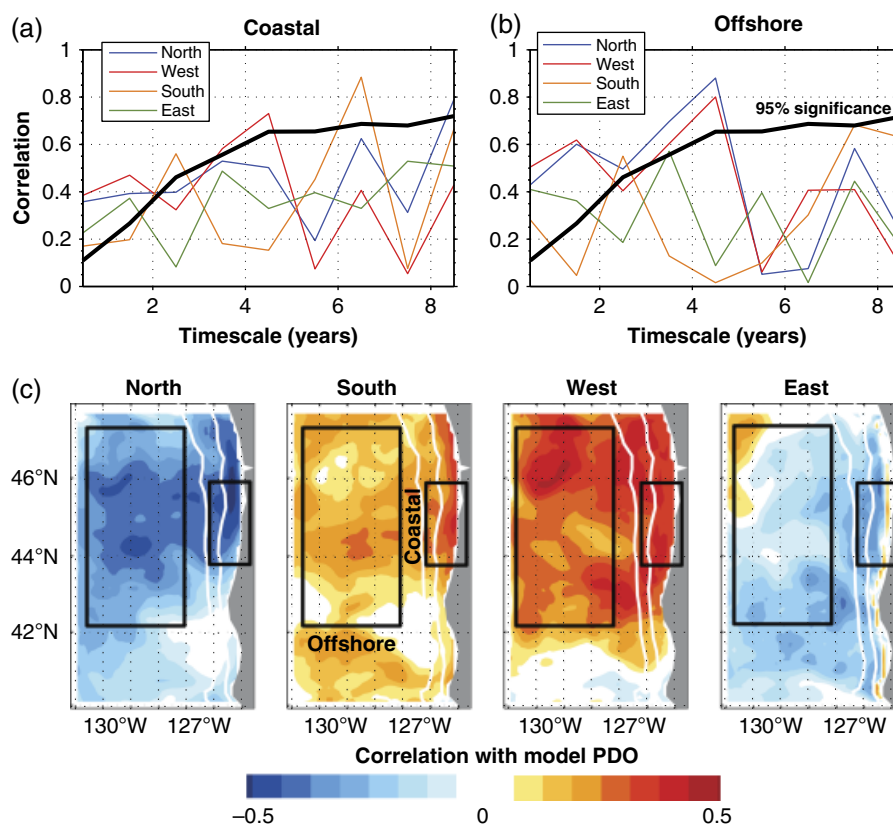 (a) Coastal
North
West
South
East
1
0.8
0.6
0.4
0.2
0
2 4 6 8
Correlation
Timescale (years)
(b) Offshore
North
West
South
East
95% significance
1
0.8
0.6
0.4
0.2
0
2 4 6 8
Timescale (years)
(c)
North South West East
46°N
44°N
42°N
Coastal
Offshore
130°W 127°W 130°W 127°W 130°W 127°W 130°W 127°W
Correlation with model PDO
−0.5 0 0.5